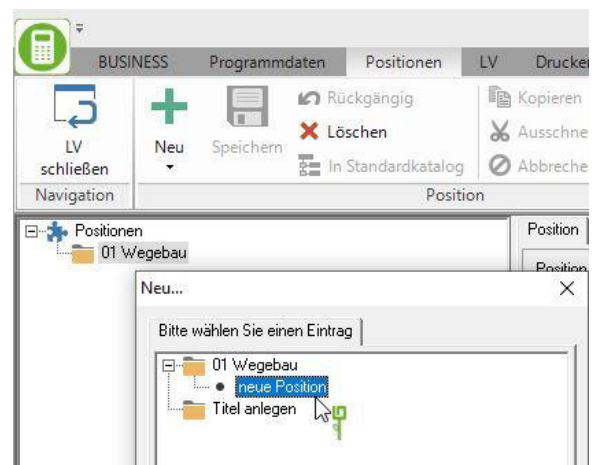 BUSINESS Programmdaten Positionen LV Drucke
LV schließen
Neu
Speichern
Rückgängig
Löschen
In Standardkatalog
Kopieren
Ausschne
Abbreche
Navigation
Position
Positionen
01 Wegebau
Position
Position
Neu...
Bitte wählen Sie einen Eintrag
01 Wegebau
neue Position
Titel anlegen